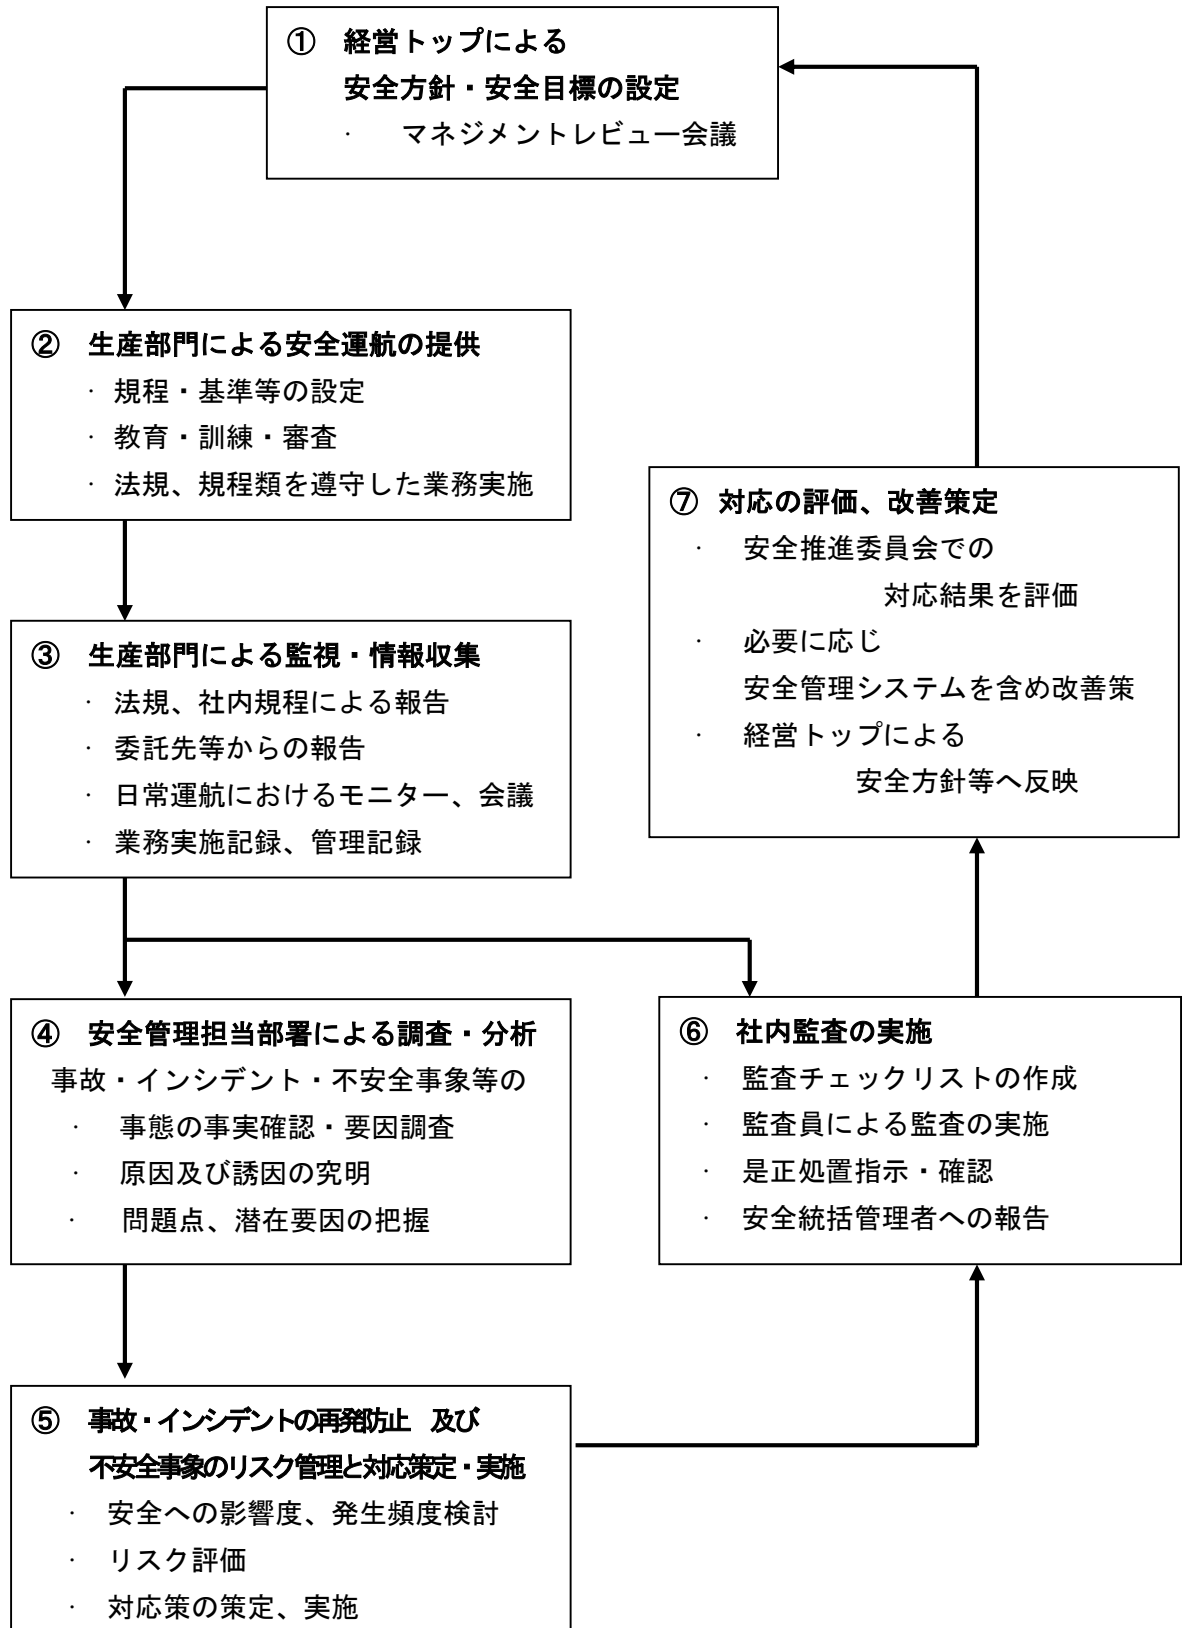 ① 経営トップによる
安全方針・安全目標の設定
・ マネジメントレビュー会議
② 生産部門による安全運航の提供
・ 規程・基準等の設定
・ 教育・訓練・審査
・ 法規、規程類を遵守した業務実施
③ 生産部門による監視・情報収集
・ 法規、社内規程による報告
・ 委託先等からの報告
・ 日常運航におけるモニター、会議
・ 業務実施記録、管理記録
④ 安全管理担当部署による調査・分析
事故・インシデント・不安全事象等の
・ 事態の事実確認・要因調査
・ 原因及び誘因の究明
・ 問題点、潜在要因の把握
⑤ 事故・インシデントの再発防止 及び
不安全事象のリスク管理と対応策定・実施
・ 安全への影響度、発生頻度検討
・ リスク評価
・ 対応策の策定、実施
⑥ 社内監査の実施
・ 監査チェックリストの作成
・ 監査員による監査の実施
・ 是正処置指示・確認
・ 安全統括管理者への報告
⑦ 対応の評価、改善策定
・ 安全推進委員会での
対応結果を評価
・ 必要に応じ
安全管理システムを含め改善策
・ 経営トップによる
安全方針等へ反映